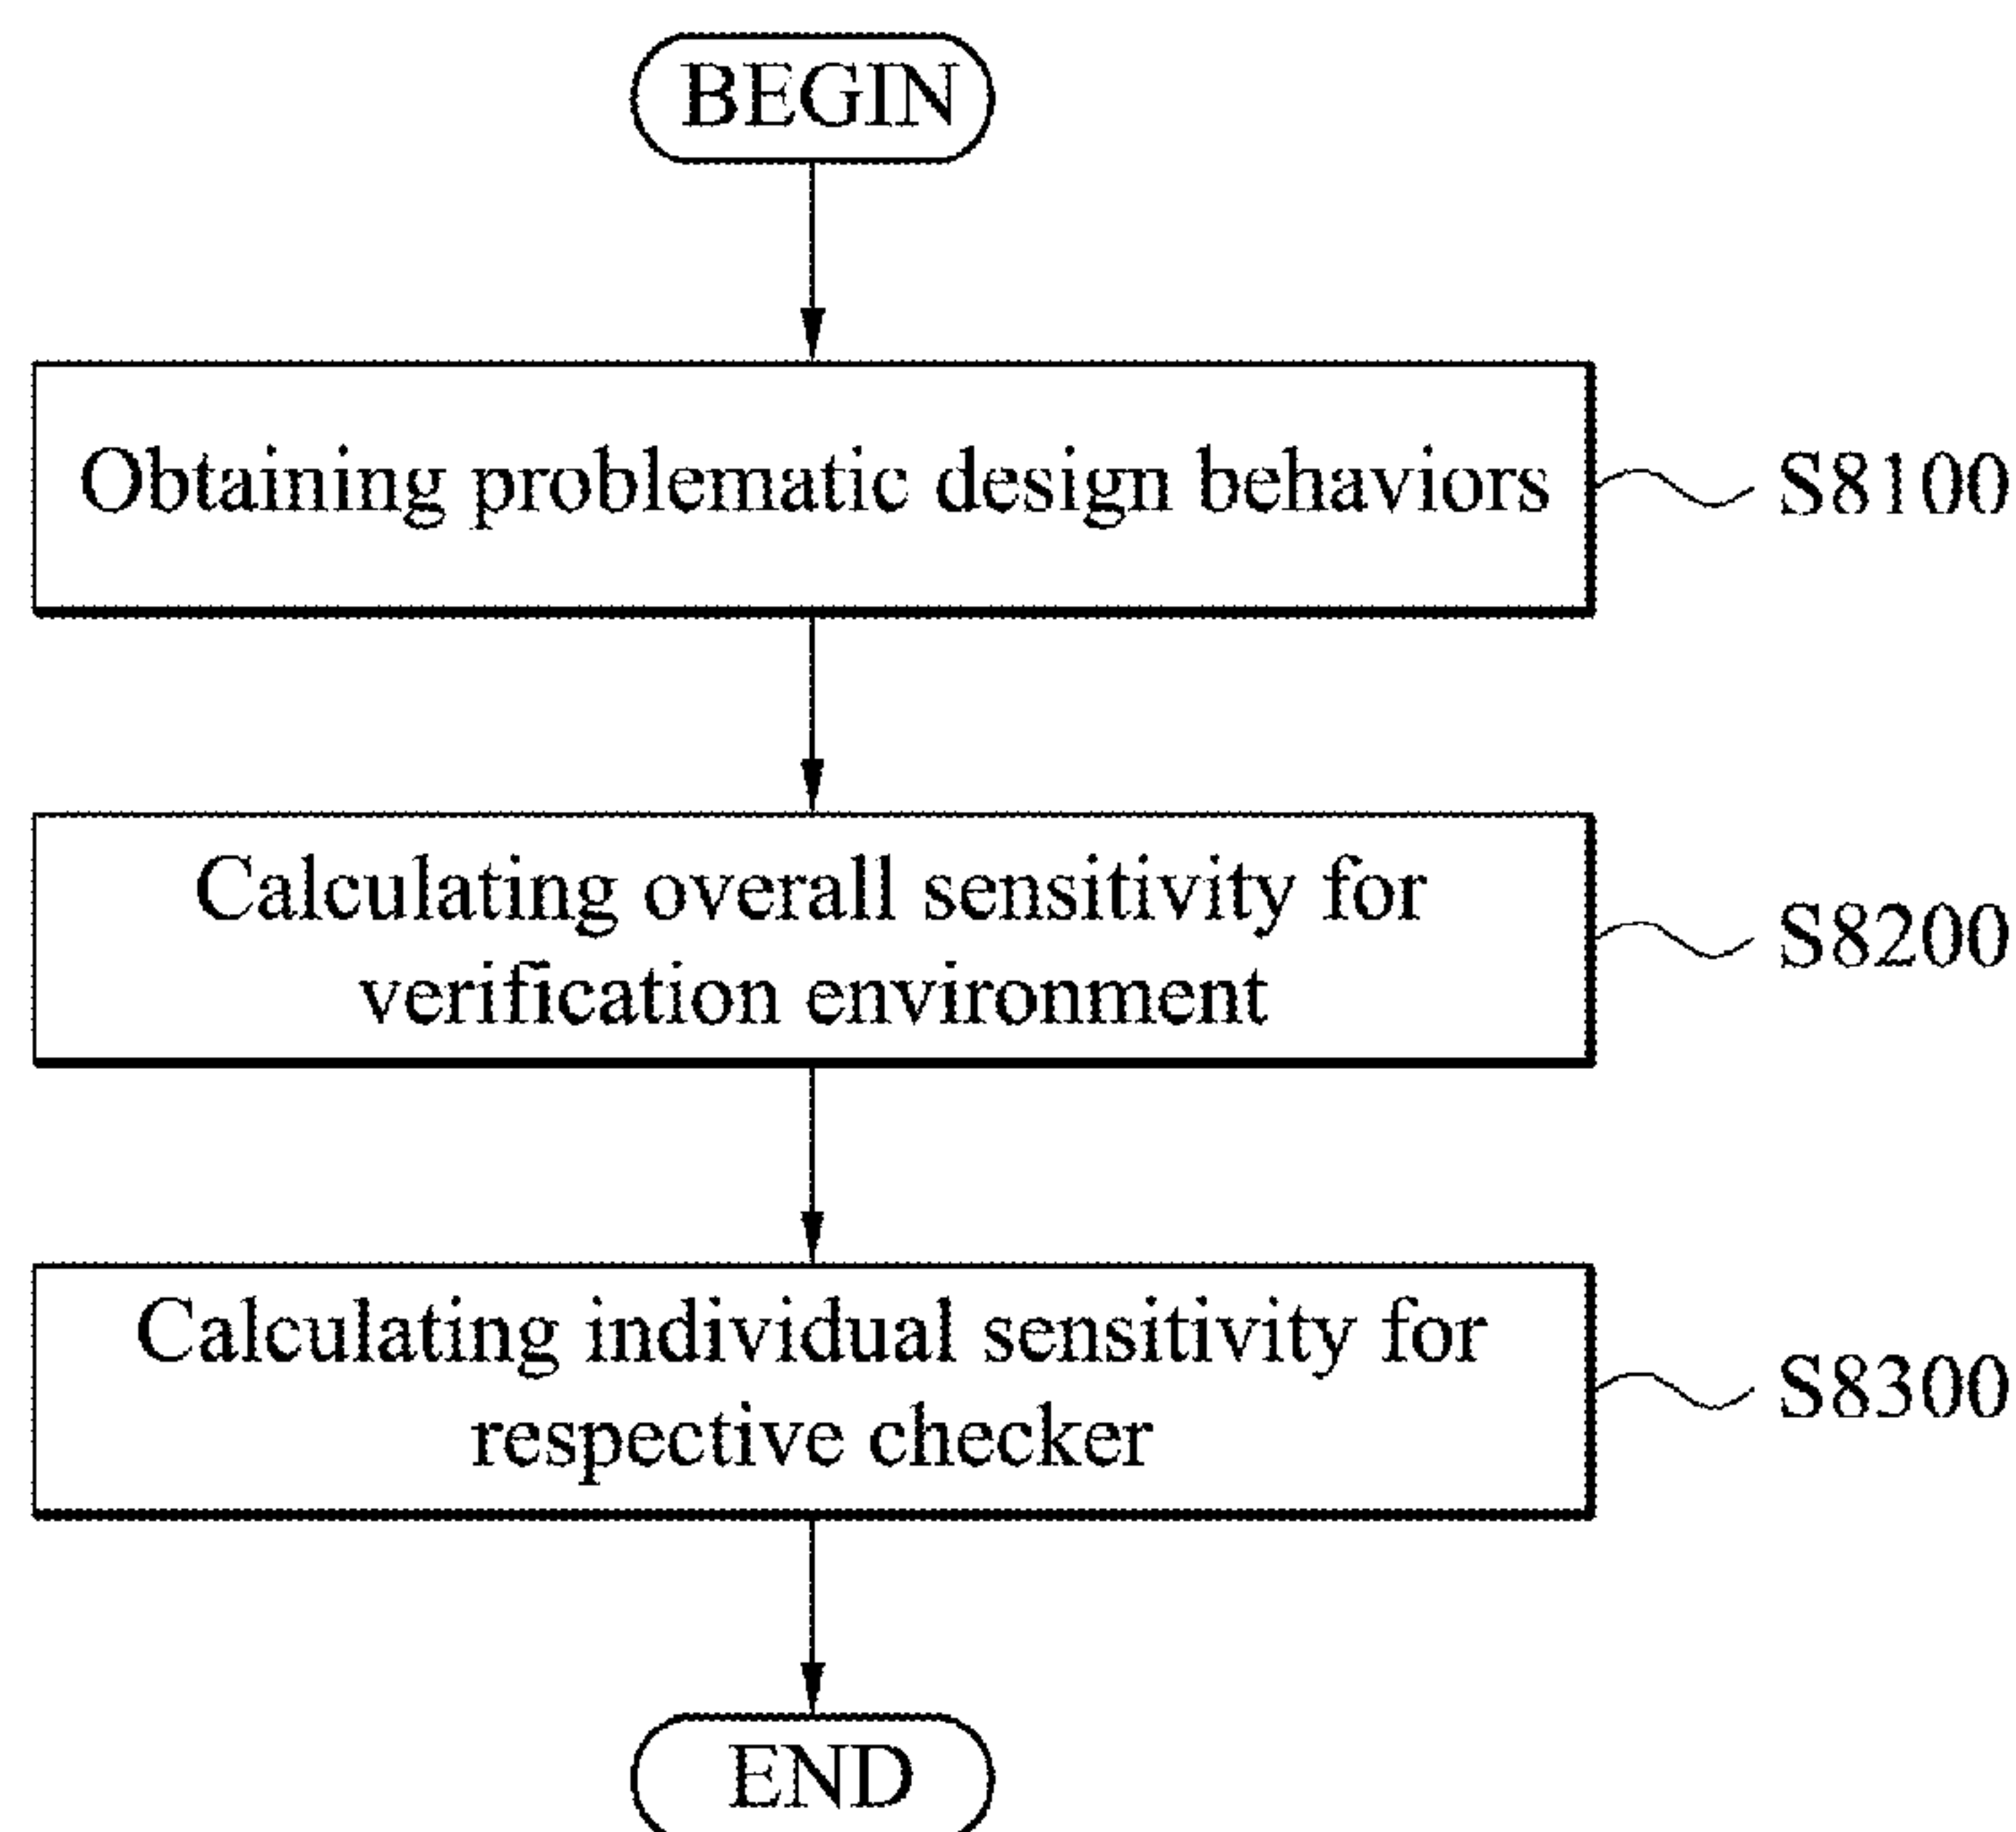 BEGIN
Obtaining problematic design behaviors
S8100
Calculating overall sensitivity for
verification environment
S8200
Calculating individual sensitivity for
respective checker
S8300
END